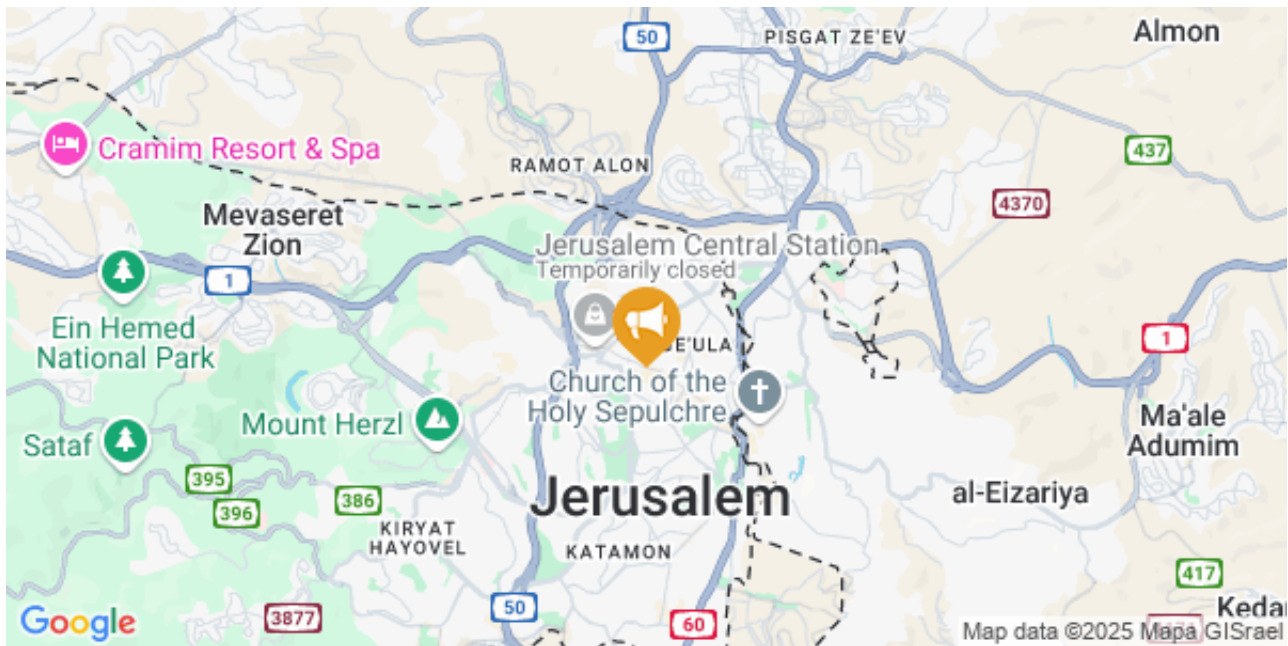 50
PISGAT ZE'EV
Almon
Cramim Resort & Spa
RAMOT ALON
437
4370
Mevaseret
Zion
Jerusalem Central Station
Temporarily closed
1
Ein Hemed
National Park
GE'ULA
1
Church of the
Holy Sepulchre
Mount Herzl
Sataf
Ma'ale
Adumim
395
396
386
Jerusalem
al-Eizariya
KIRYAT
HAYOVEL
KATAMON
417
50
60
3877
Google
Map data ©2025 Mapa GISrael